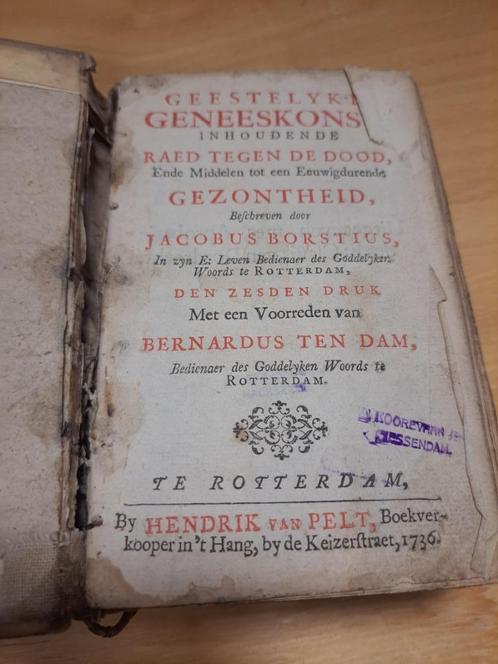 GEESTELYKE
GENEESKONS
INHOUDENDE
RAED TEGEN DE DOOD,
Ende Middelen tot een Eeuwigdurende
GEZONTHEID,
Beſchreven door
JACOBUS BORSTIUS,
In zyn E: Leven Bedienaer des Goddelyken
Woords te ROTTERDAM,
DEN ZESDEN DRUK
Met een Voorreden van
BERNARDUS TEN DAM,
Bedienaer des Goddelyken Woords te
ROTTERDAM.
TE ROTTERDAM,
By HENDRIK VAN PELT, Boekver-
kooper in 't Hang, by de Keizerſtraet, 1736.